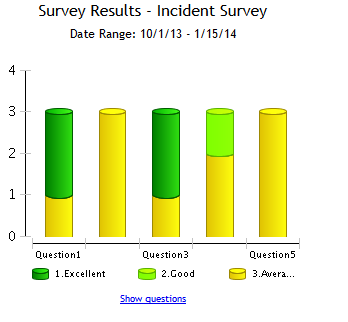 Survey Results - Incident Survey
Date Range: 10/1/13 - 1/15/14
4
3
2
1
0
Question1 Question3 Question5
1.Excellent 2.Good 3.Avera...
Show questions